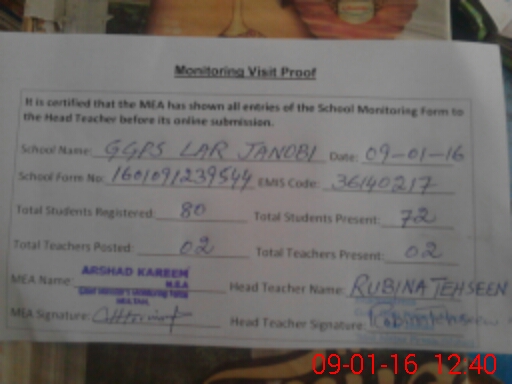 Monitoring Visit Proof
It is certified that the MEA has shown all entries of the School Monitoring Form to
the Head Teacher before its online submission.
School Name: GGPS LAR JANOBI Date: 09-01-16
School Form No: 1601091239544 EMIS Code: 36140217
Total Students Registered: 80 Total Students Present: 72
Total Teachers Posted: 02 Total Teachers Present: 02
ARSHAD KAREEM
M.E.A
MEA Name: Head Teacher Name: RUBINA TEHSEEN
MULTAN
MEA Signature: Head Teacher Signature:
09-01-16 12:40